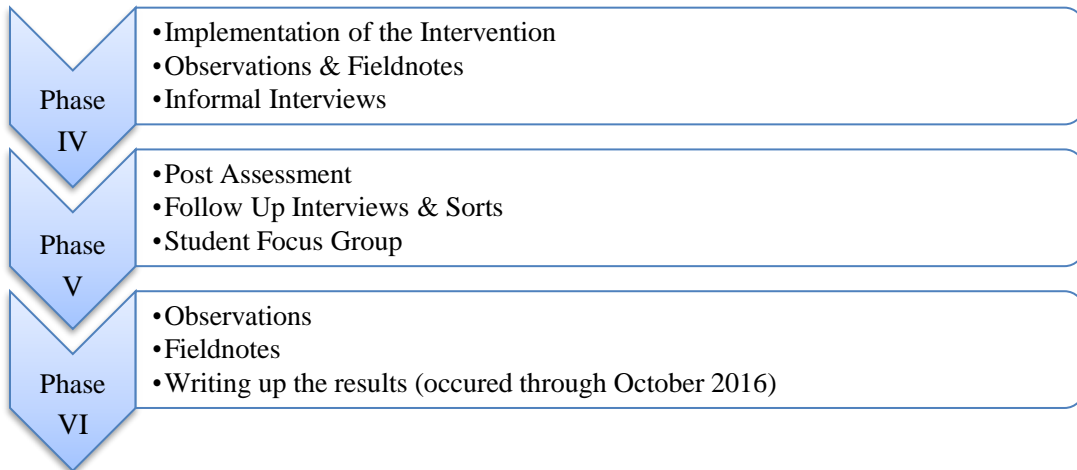 Phase
IV
•Implementation of the Intervention
•Observations & Fieldnotes
•Informal Interviews
Phase
V
•Post Assessment
•Follow Up Interviews & Sorts
•Student Focus Group
Phase
VI
•Observations
•Fieldnotes
•Writing up the results (occured through October 2016)